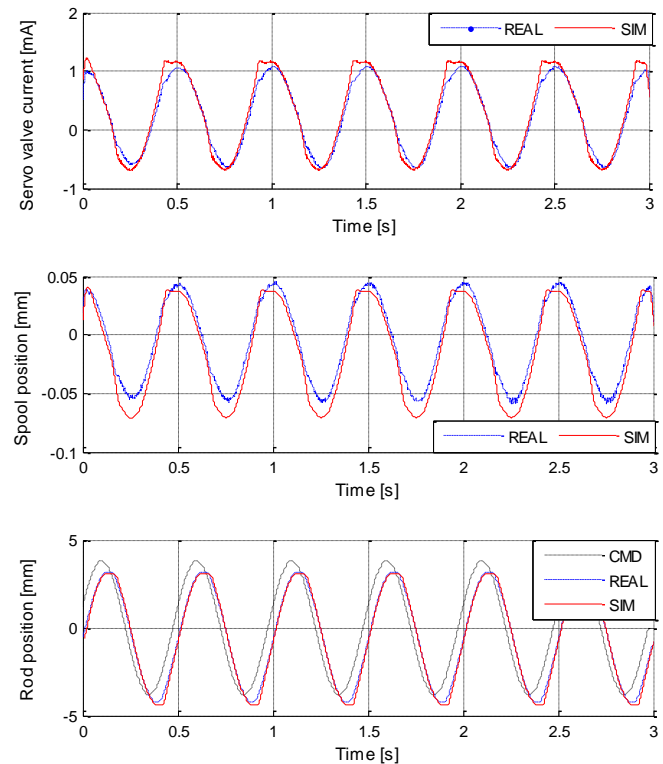 2
1
0
-1
Servo valve current [mA]
REAL
SIM
0
0.5
1
1.5
2
2.5
3
Time [s]
0.05
0
-0.05
-0.1
Spool position [mm]
REAL
SIM
0
0.5
1
1.5
2
2.5
3
Time [s]
5
0
-5
Rod position [mm]
CMD
REAL
SIM
0
0.5
1
1.5
2
2.5
3
Time [s]